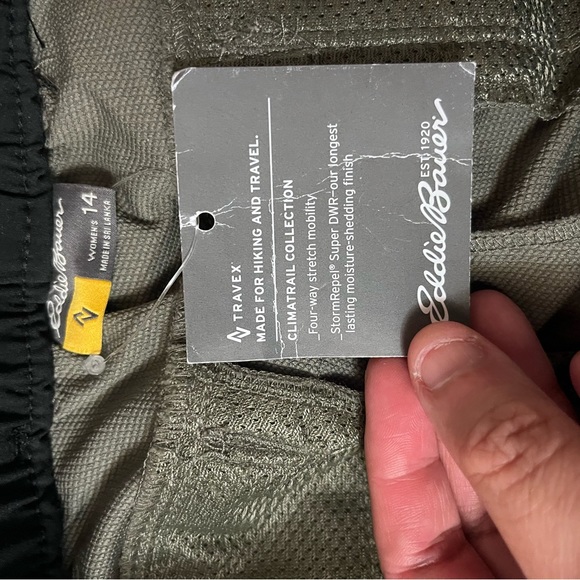 Eddie Bauer
EST. 1920
TRAVEX®
MADE FOR HIKING AND TRAVEL.
CLIMATRAIL COLLECTION
_Four-way stretch mobility
_StormRepel® Super DWR–our longest
lasting moisture-shedding finish
Eddie Bauer
WOMEN'S 14
MADE IN SRI LANKA